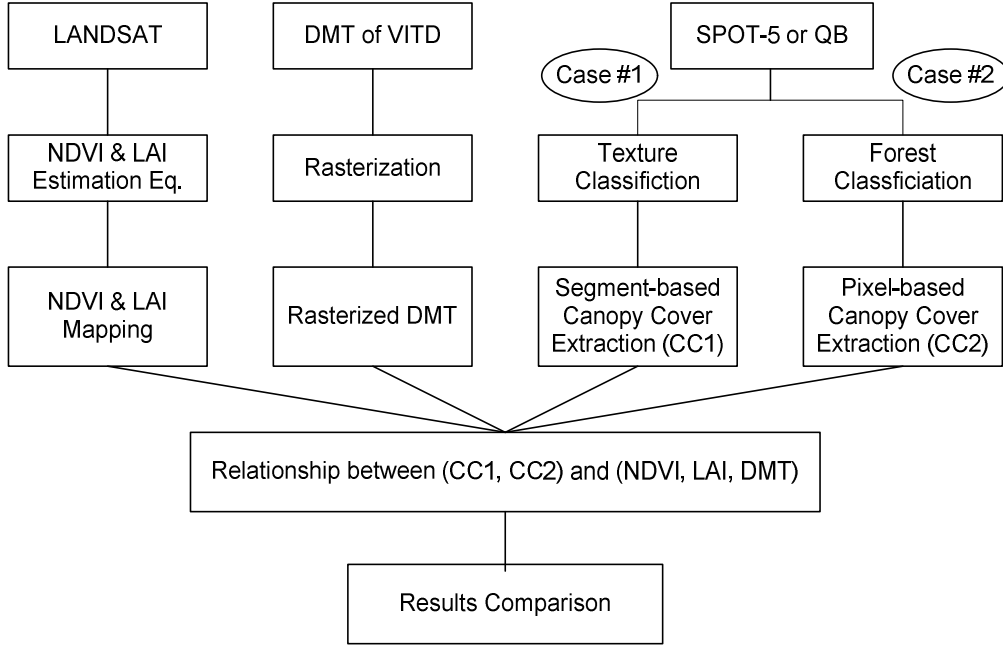 LANDSAT
DMT of VITD
SPOT-5 or QB
Case #1
Case #2
NDVI & LAI
Estimation Eq.
Rasterization
Texture
Classifiction
Forest
Classficiation
NDVI & LAI
Mapping
Rasterized DMT
Segment-based
Canopy Cover
Extraction (CC1)
Pixel-based
Canopy Cover
Extraction (CC2)
Relationship between (CC1, CC2) and (NDVI, LAI, DMT)
Results Comparison